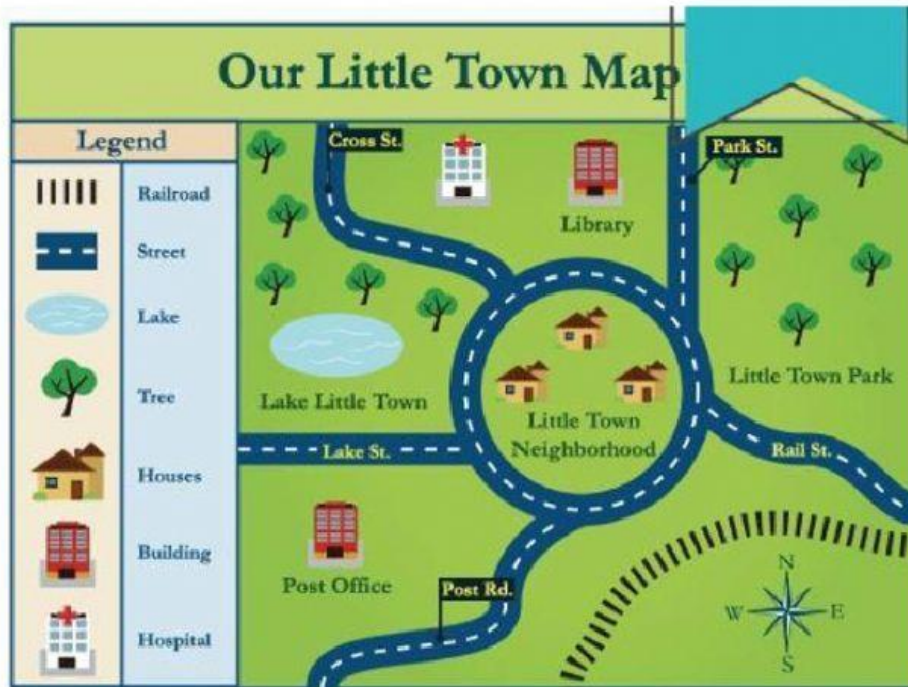 Our Little Town Map
Legend
Railroad
Street
Lake
Tree
Houses
Building
Hospital
Cross St.
Park St.
Library
Lake Little Town
Little Town
Neighborhood
Little Town Park
Lake St.
Rail St.
Post Office
Post Rd.
N
W
E
S